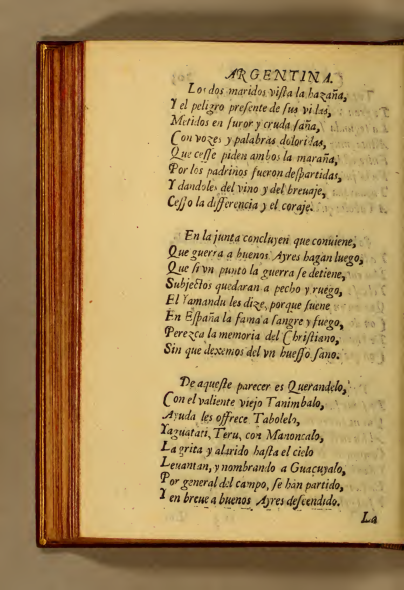 ARGENTINA.
Los dos maridos viſta la hazaña,
Y el peligro preſente de ſus vidas,
Metidos en furor y cruda ſaña,
Con vozes y palabras doloridas,
Que ceſſe piden ambos la maraña,
Por los padrinos fueron deſpartidas,
Y dandoles del vino y del breuaje,
Ceſſo la differencia y el coraje.
En la junta concluyen que conuiene,
Que guerra a buenos Ayres hagan luego,
Que ſi vn punto la guerra ſe detiene,
Subjectos quedaran a pecho y ruego,
El Yamandu les dize, porque ſuene
En Eſpaña la fama a ſangre y fuego,
Perezca la memoria del Chriſtiano,
Sin que dexemos del vn hueſſo ſano.
De aqueſte parecer es Querandelo,
Con el valiente viejo Tanimbalo,
Ayuda les offrece Tabolelo,
Yaguatati, Teru, con Manoncalo,
La grita y alarido haſta el cielo
Leuantan, y nombrando a Guacuyalo,
Por general del campo, ſe han partido,
Y en breue a buenos Ayres deſcendido.
La